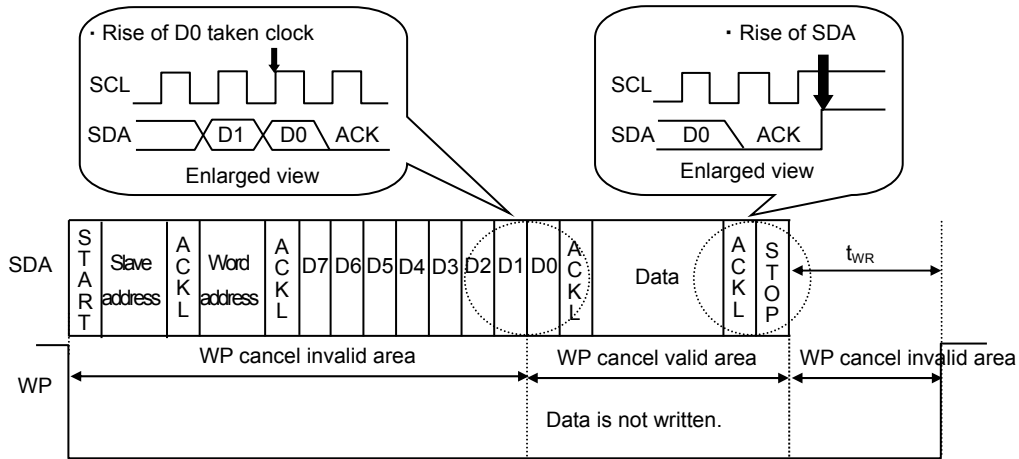 ・Rise of D0 taken clock
SCL
SDA D1 D0 ACK
Enlarged view
・Rise of SDA
SCL
SDA D0 ACK
Enlarged view
SDA START Slave address ACKL Word address ACKL D7 D6 D5 D4 D3 D2 D1 D0 ACKL Data ACKL STOP tWR
WP cancel invalid area WP cancel valid area WP cancel invalid area
WP
Data is not written.